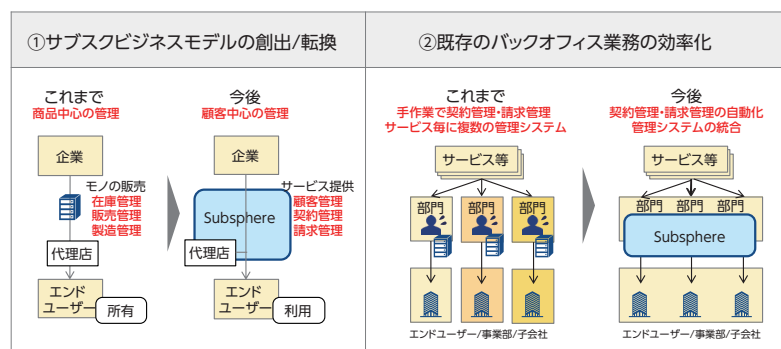 ①サブスクビジネスモデルの創出/転換
これまで
商品中心の管理
企業
モノの販売
在庫管理
販売管理
製造管理
代理店
エンド
ユーザー
所有
今後
顧客中心の管理
企業
サービス提供
顧客管理
契約管理
請求管理
Subsphere
代理店
エンド
ユーザー
利用
②既存のバックオフィス業務の効率化
これまで
手作業で契約管理・請求管理
サービス毎に複数の管理システム
サービス等
部門
部門
部門
エンドユーザー/事業部/子会社
今後
契約管理・請求管理の自動化
管理システムの統合
サービス等
部門 部門 部門
Subsphere
エンドユーザー/事業部/子会社